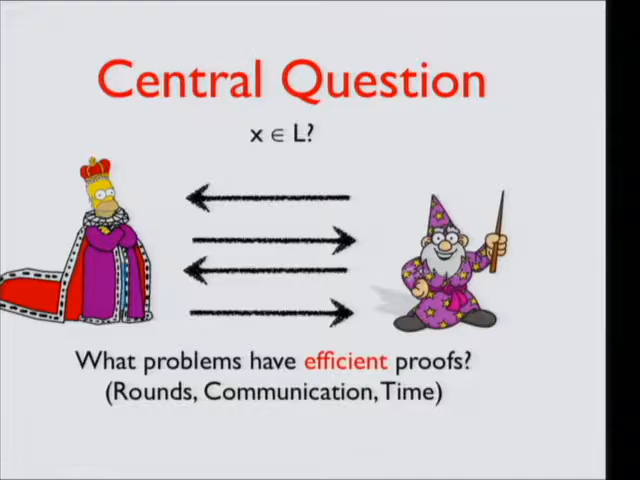 Central Question
x ∈ L?
What problems have efficient proofs?
(Rounds, Communication, Time)